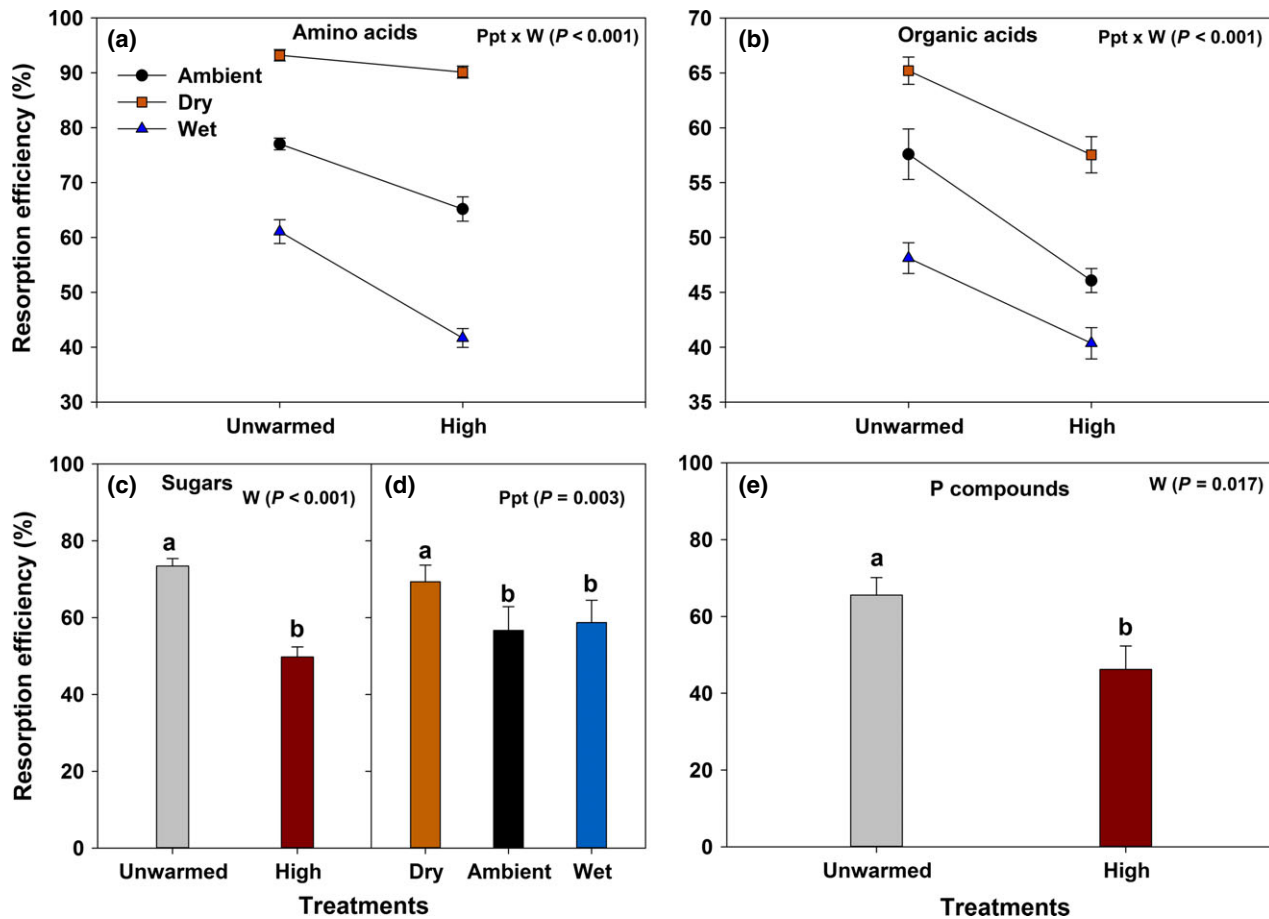 (a)
Amino acids
Ppt x W (P < 0.001)
Ambient
Dry
Wet
Resorption efficiency (%)
100
90
80
70
60
50
40
30
Unwarmed
High
(b)
Organic acids
Ppt x W (P < 0.001)
70
65
60
55
50
45
40
35
Unwarmed
High
(c)
Sugars
W (P < 0.001)
Resorption efficiency (%)
100
80
60
40
20
0
a
b
Unwarmed
High
(d)
Ppt (P = 0.003)
a
b
b
Dry
Ambient
Wet
Treatments
(e)
P compounds
W (P = 0.017)
100
80
60
40
20
0
a
b
Unwarmed
High
Treatments